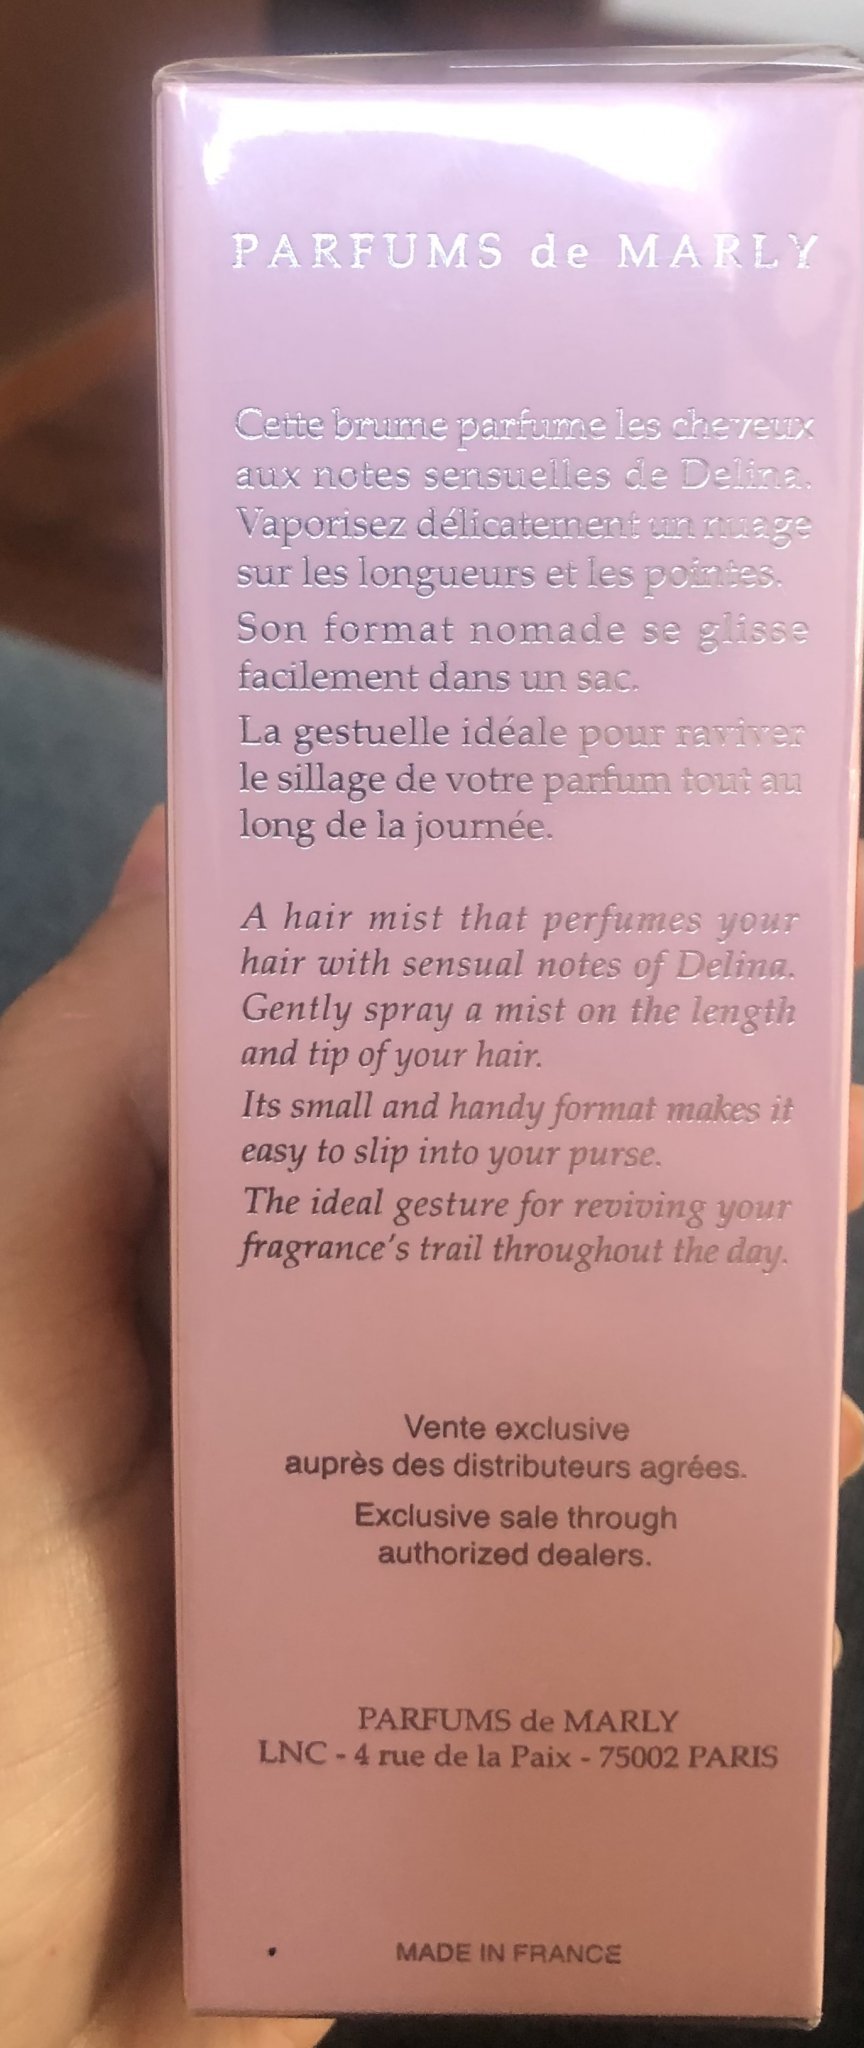 PARFUMS de MARLY
Cette brume parfume les cheveux
aux notes sensuelles de Delina.
Vaporisez délicatement un nuage
sur les longueurs et les pointes.
Son format nomade se glisse
facilement dans un sac.
La gestuelle idéale pour raviver
le sillage de votre parfum tout au
long de la journée.
A hair mist that perfumes your
hair with sensual notes of Delina.
Gently spray a mist on the length
and tip of your hair.
Its small and handy format makes it
easy to slip into your purse.
The ideal gesture for reviving your
fragrance's trail throughout the day.
Vente exclusive
auprès des distributeurs agrées.
Exclusive sale through
authorized dealers.
PARFUMS de MARLY
LNC - 4 rue de la Paix - 75002 PARIS
MADE IN FRANCE